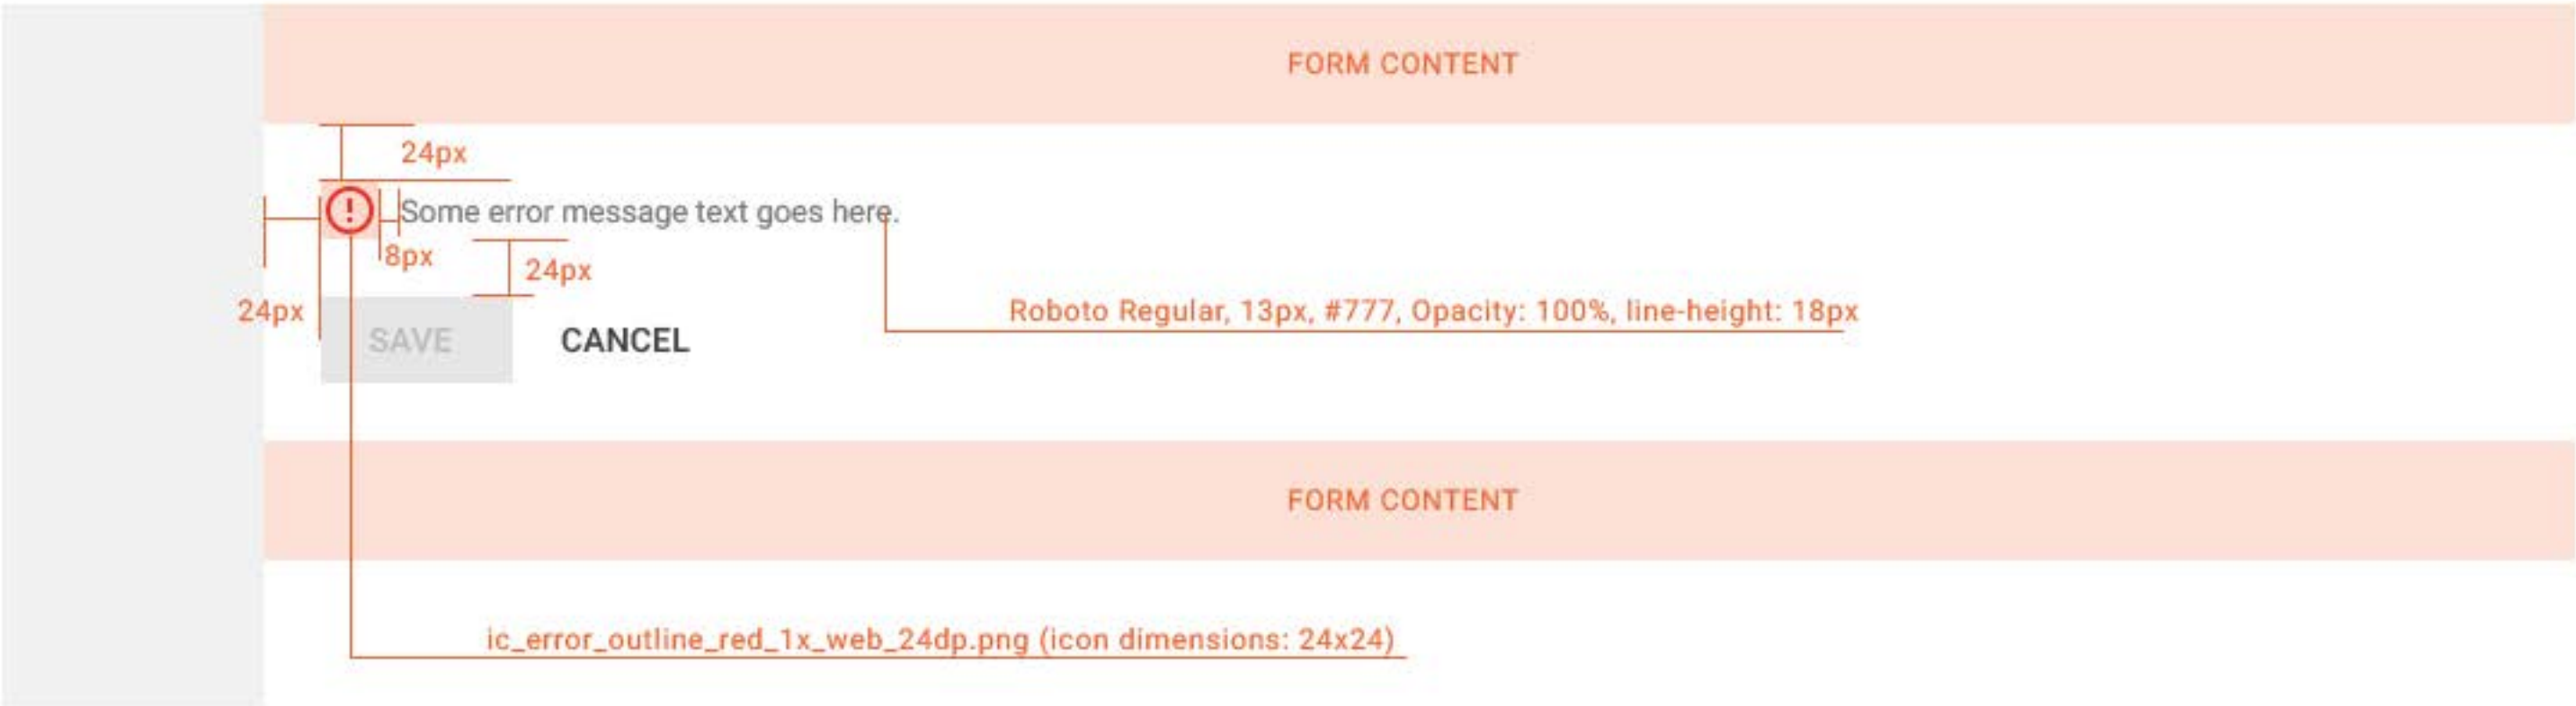 FORM CONTENT
24px
Some error message text goes here.
8px
24px
24px
Roboto Regular, 13px, #777, Opacity: 100%, line-height: 18px
SAVE
CANCEL
FORM CONTENT
ic_error_outline_red_1x_web_24dp.png (icon dimensions: 24x24)